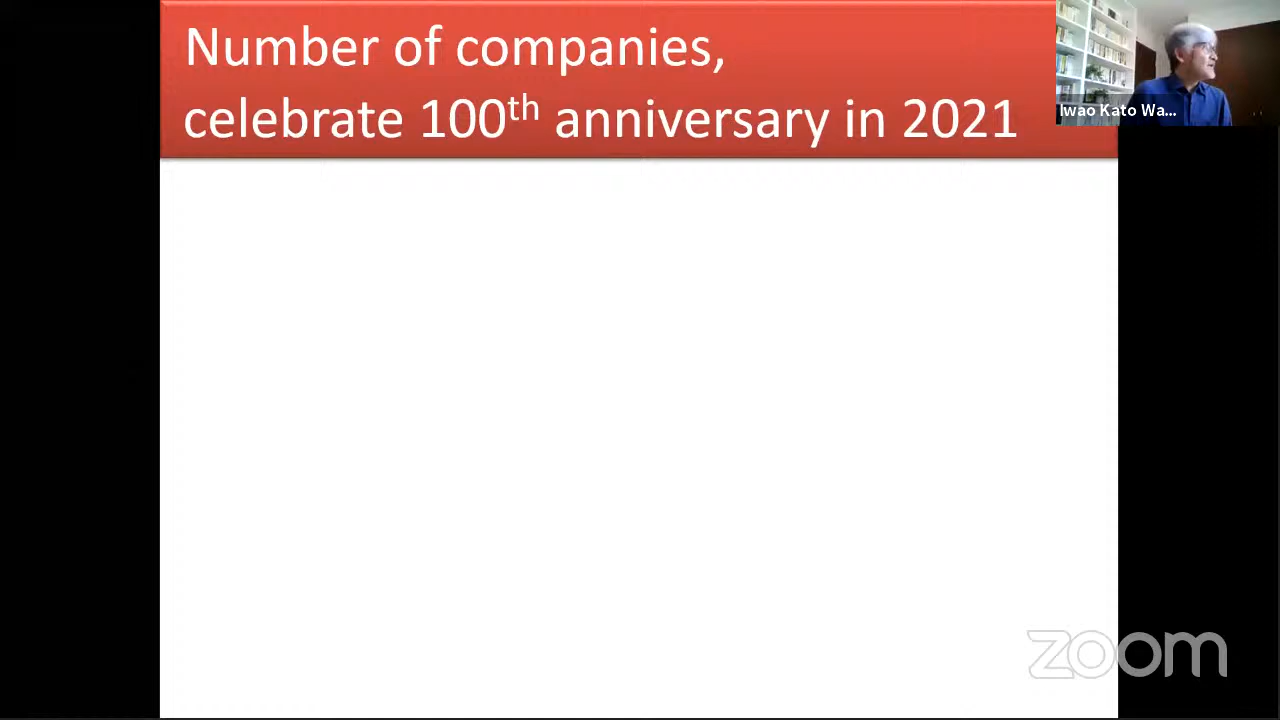 Number of companies,
celebrate 100th anniversary in 2021
Iwao Kato Wa...
zoom